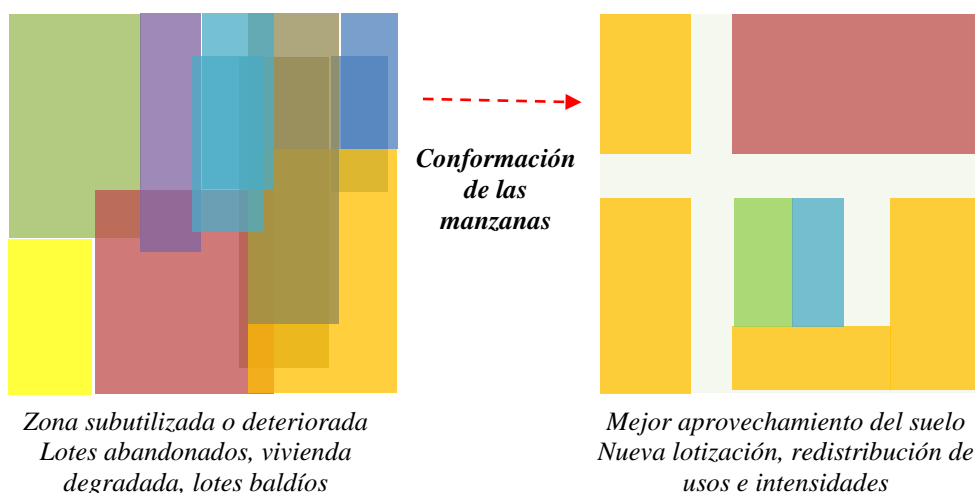 Conformación
de las
manzanas
Zona subutilizada o deteriorada
Lotes abandonados, vivienda
degradada, lotes baldíos
Mejor aprovechamiento del suelo
Nueva lotización, redistribución de
usos e intensidades